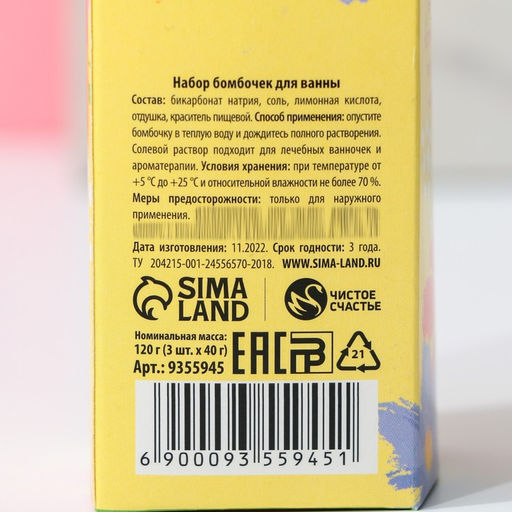 Набор бомбочек для ванны
Состав: бикарбонат натрия, соль, лимонная кислота,
отдушка, краситель пищевой. Способ применения: опустите
бомбочку в теплую воду и дождитесь полного растворения.
Солевой раствор подходит для лечебных ванночек и
ароматерапии. Условия хранения: при температуре от
+5 °C до +25 °C и относительной влажности не более 70 %.
Меры предосторожности: только для наружного
применения.
Дата изготовления: 11.2022. Срок годности: 3 года.
ТУ 204215-001-24556570-2018. WWW.SIMA-LAND.RU
SIMA LAND
ЧИСТОЕ СЧАСТЬЕ
Номинальная масса:
120 г (3 шт. х 40 г)
Арт.: 9355945
EAC
21
6 900093 559451